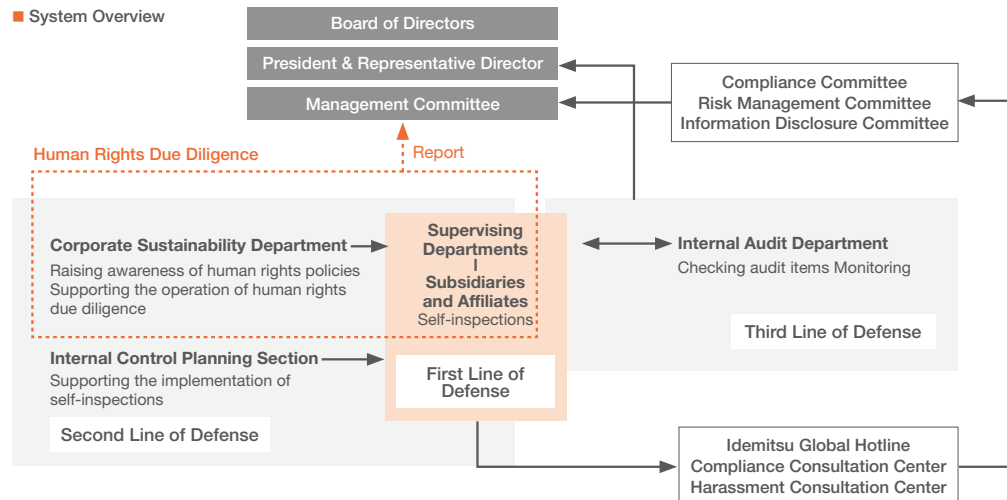 System Overview
Board of Directors
President & Representative Director
Management Committee
Compliance Committee
Risk Management Committee
Information Disclosure Committee
Human Rights Due Diligence
Report
Corporate Sustainability Department
Raising awareness of human rights policies
Supporting the operation of human rights
due diligence
Supervising
Departments
Subsidiaries
and Affiliates
Self-inspections
Internal Audit Department
Checking audit items Monitoring
Third Line of Defense
Internal Control Planning Section
Supporting the implementation of
self-inspections
Second Line of Defense
First Line of
Defense
Idemitsu Global Hotline
Compliance Consultation Center
Harassment Consultation Center